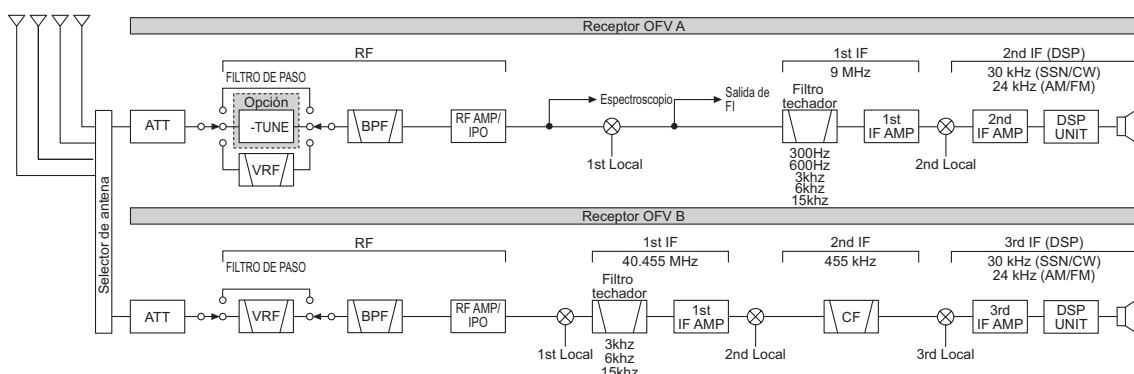 Receptor OFV A
RF
1st IF
9 MHz
2nd IF (DSP)
30 kHz (SSN/CW)
24 kHz (AM/FM)
FILTRO DE PASO
Opción
ATT
-TUNE
VRF
BPF
RF AMP/
IPO
Espectroscopio
1st Local
Salida de
FI
Filtro
techador
300Hz
600Hz
3khz
6khz
15khz
1st
IF AMP
2nd Local
2nd
IF AMP
DSP
UNIT
Selector de antena
Receptor OFV B
RF
1st IF
40.455 MHz
2nd IF
455 kHz
3rd IF (DSP)
30 kHz (SSN/CW)
24 kHz (AM/FM)
FILTRO DE PASO
ATT
VRF
BPF
RF AMP/
IPO
1st Local
Filtro
techador
3khz
6khz
15khz
1st
IF AMP
2nd Local
CF
3rd Local
3rd
IF AMP
DSP
UNIT